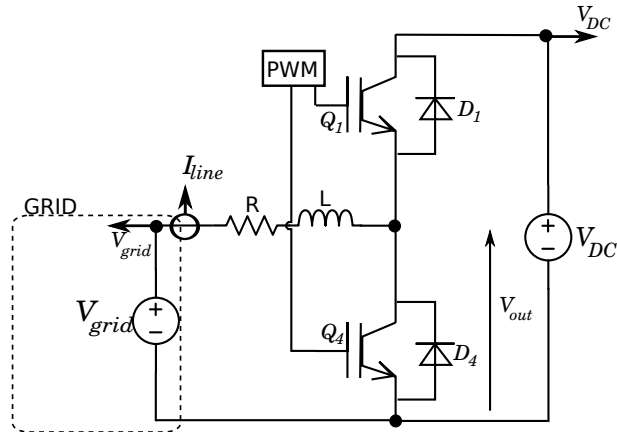 V_DC
PWM
Q_1
D_1
I_line
GRID
R
L
V_grid
V_DC
V_grid
V_out
Q_4
D_4